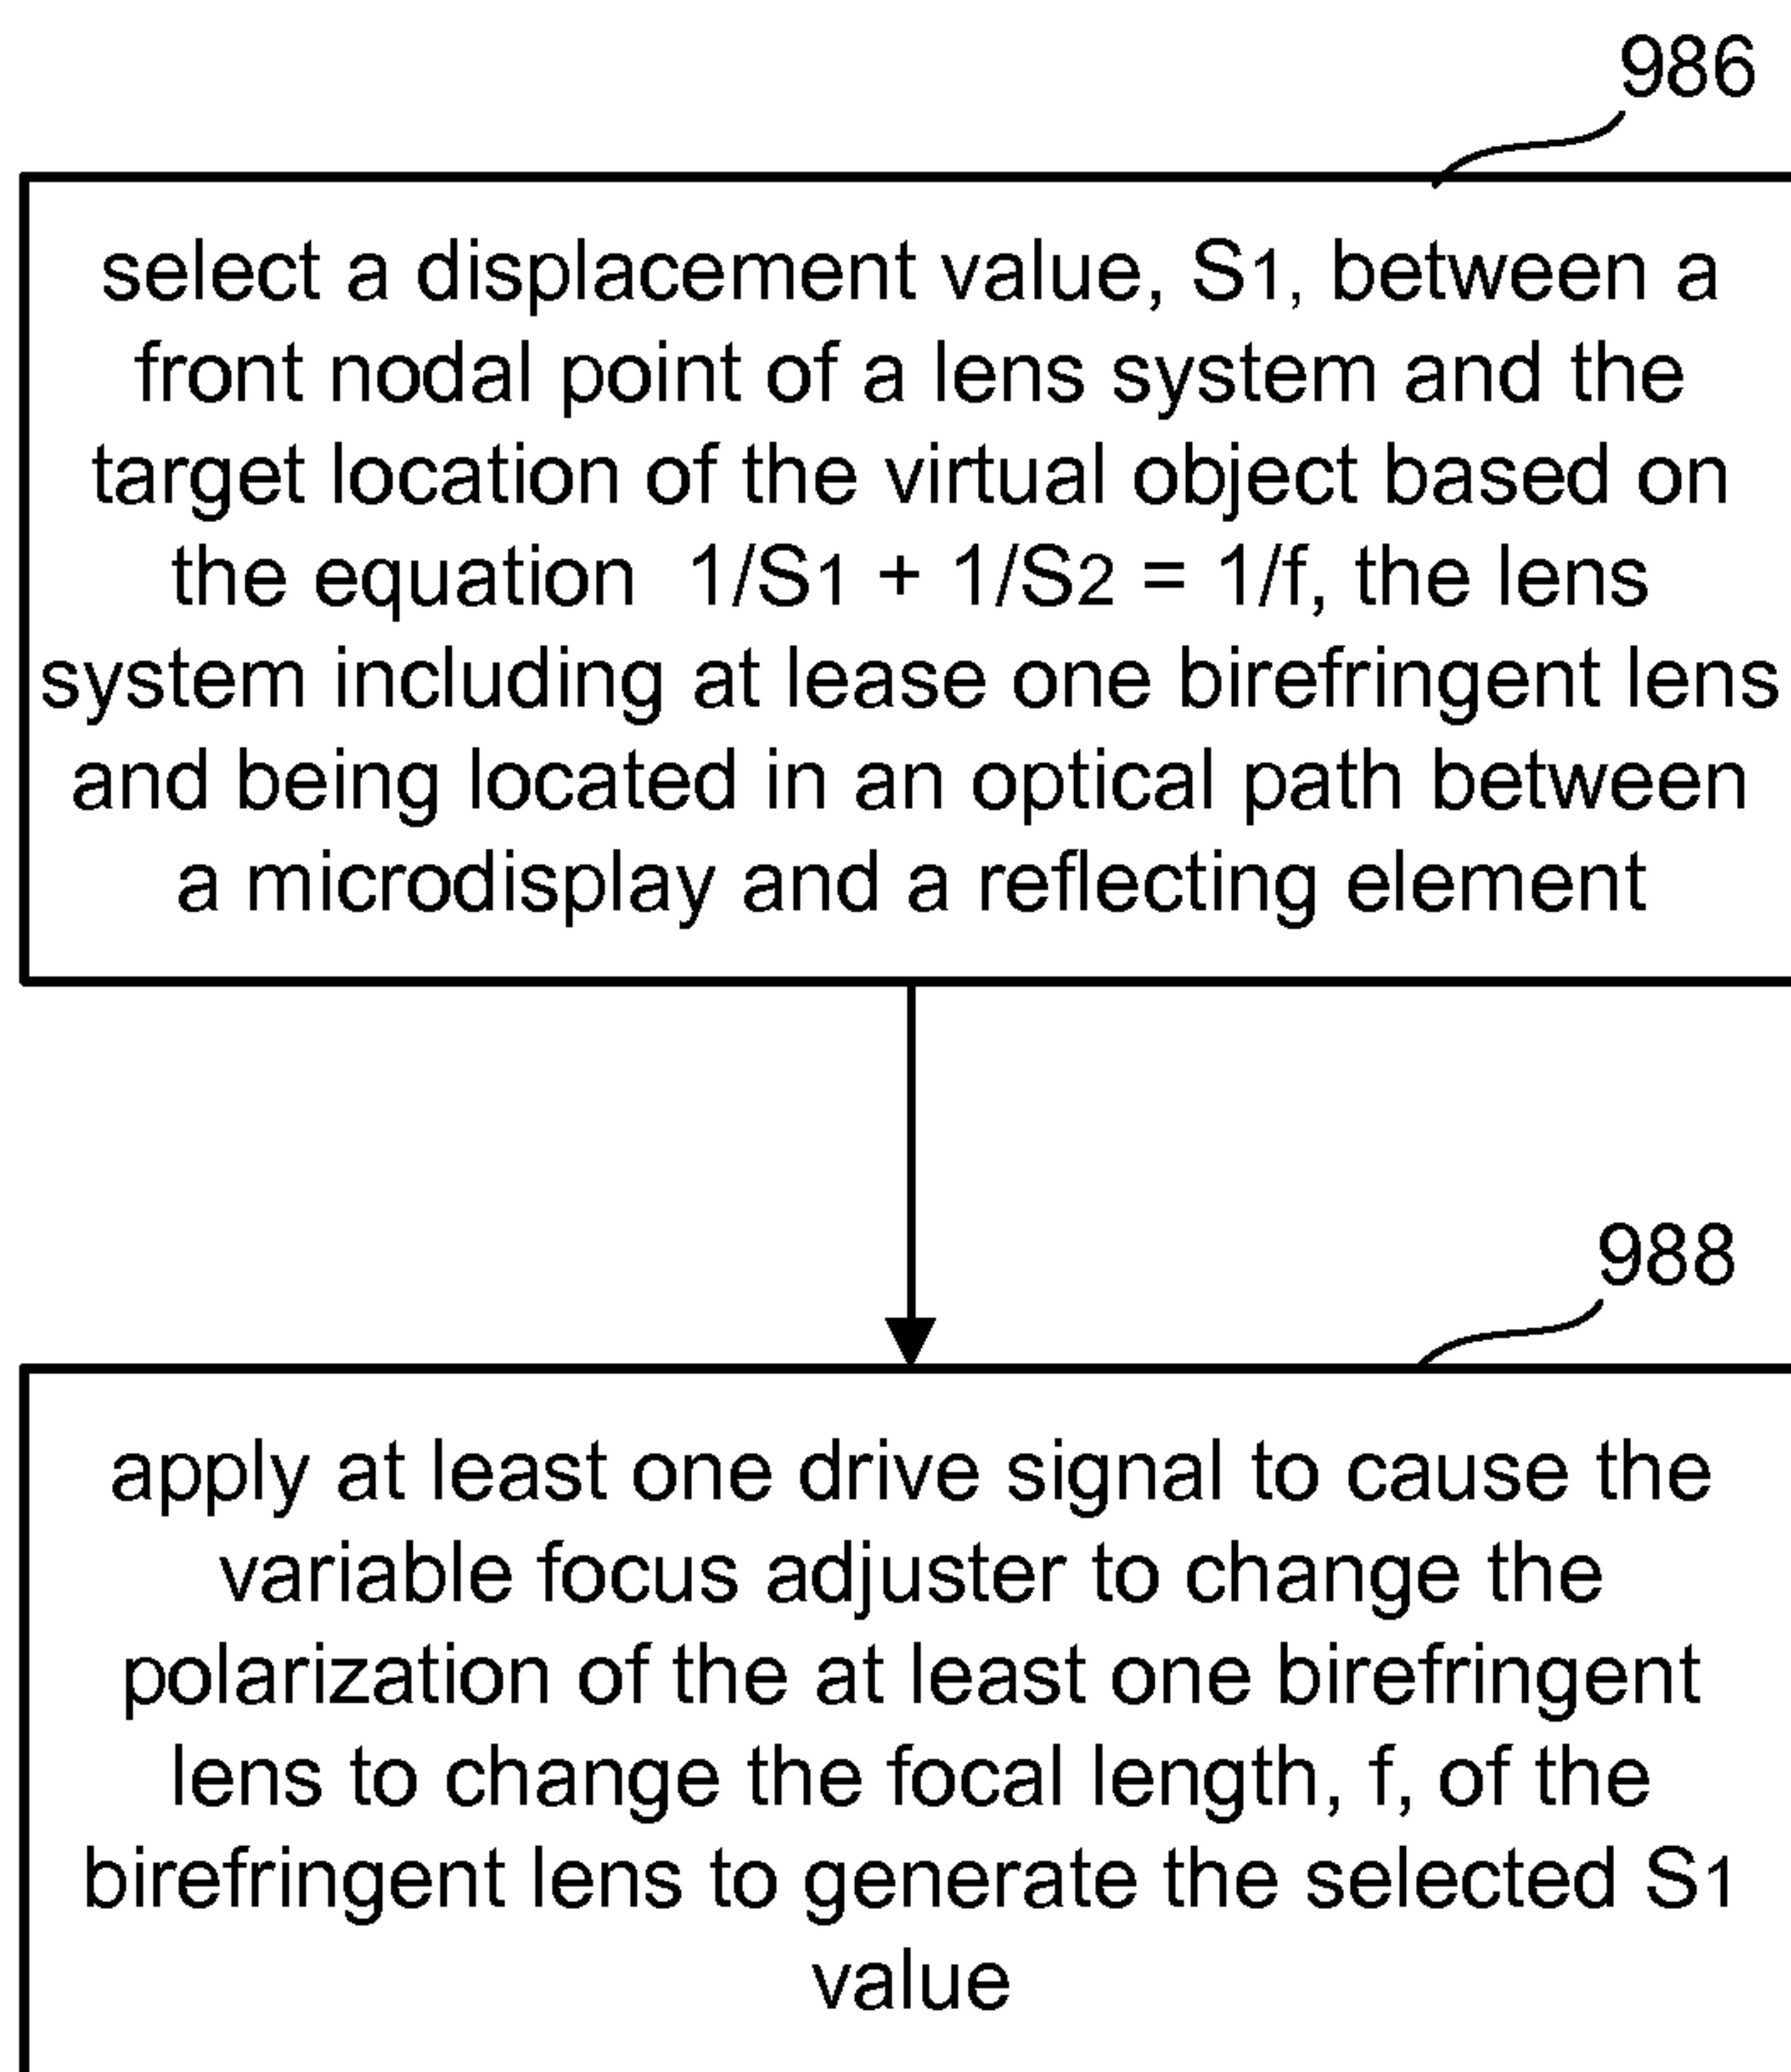 986
select a displacement value, S1, between a
front nodal point of a lens system and the
target location of the virtual object based on
the equation 1/S1 + 1/S2 = 1/f, the lens
system including at lease one birefringent lens
and being located in an optical path between
a microdisplay and a reflecting element
988
apply at least one drive signal to cause the
variable focus adjuster to change the
polarization of the at least one birefringent
lens to change the focal length, f, of the
birefringent lens to generate the selected S1
value